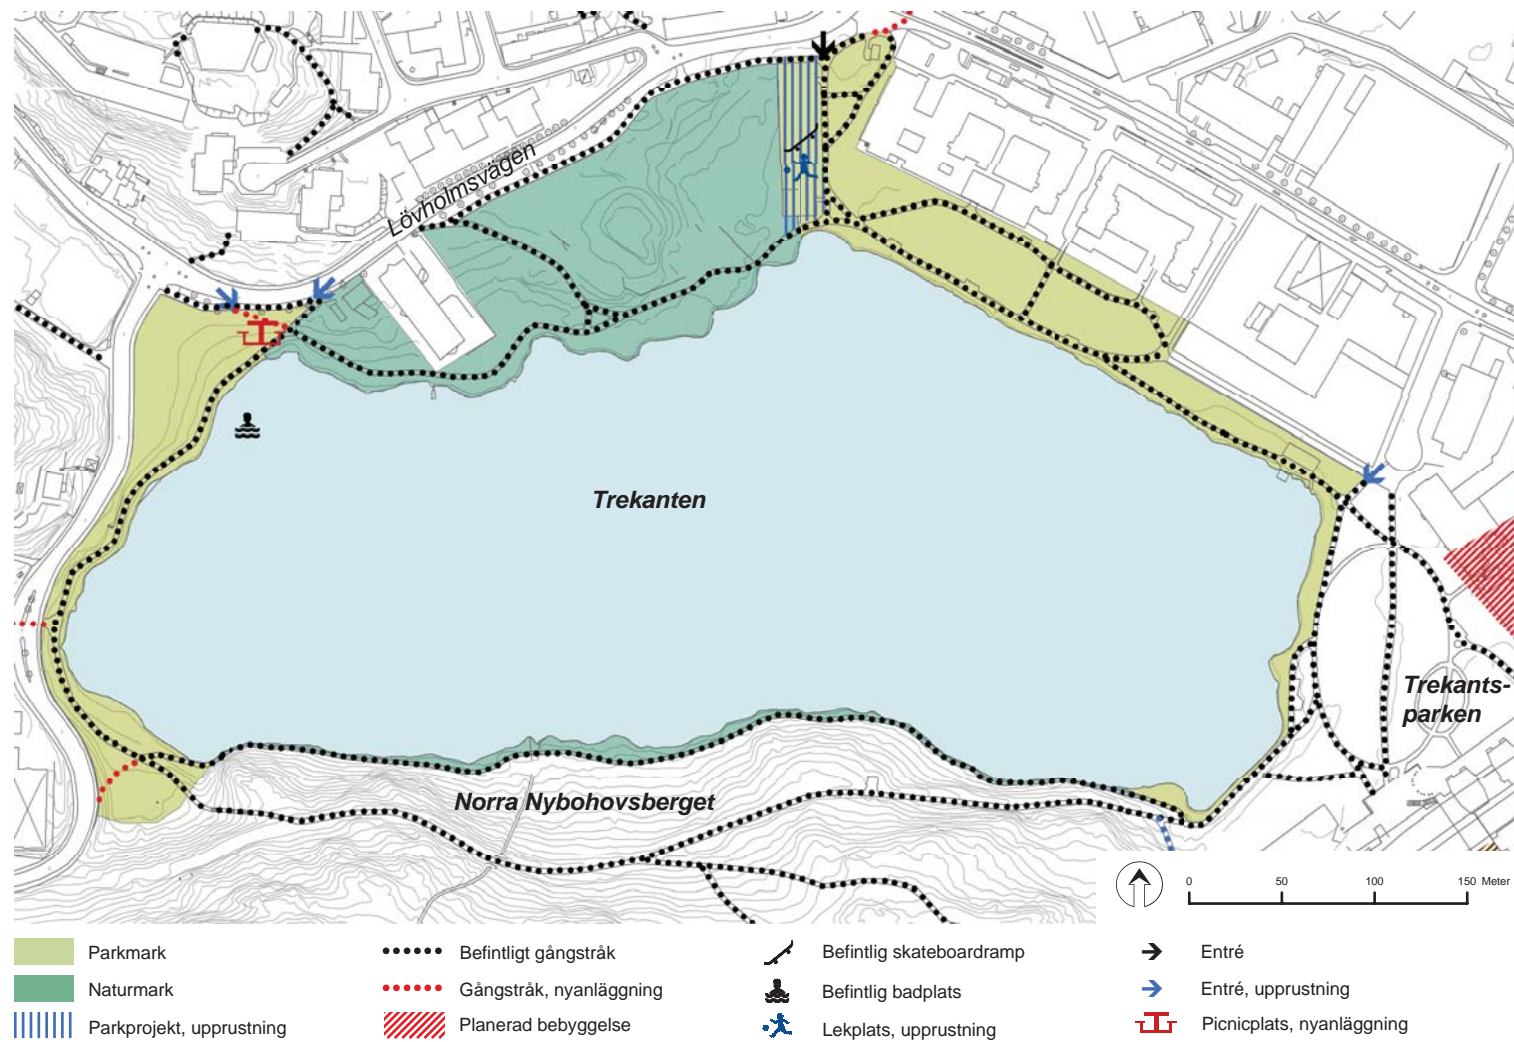 Lövholmsvägen
Trekanten
Trekants-
parken
Norra Nybohovsberget
0 50 100 150 Meter
Parkmark
Naturmark
Parkprojekt, upprustning
Befintligt gångstråk
Gångstråk, nyanläggning
Planerad bebyggelse
Befintlig skateboardramp
Befintlig badplats
Lekplats, upprustning
Entré
Entré, upprustning
Picnicplats, nyanläggning